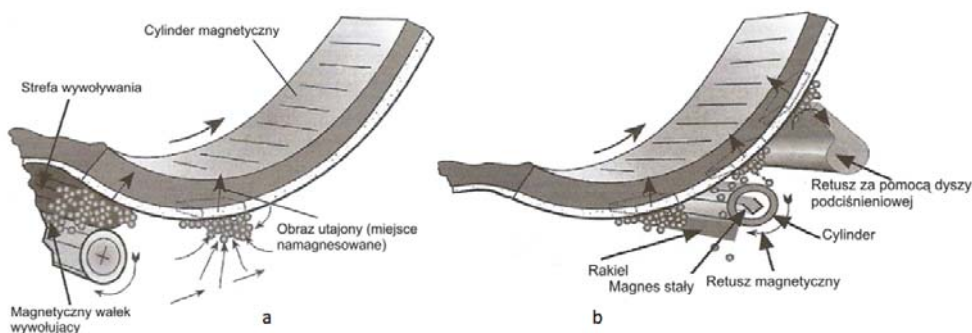 Cylinder magnetyczny
Strefa wywoływania
Obraz utajony (miejsce
namagnesowane)
Magnetyczny wałek
wywołujący
a
Retusz za pomocą dyszy
podciśnieniowej
Cylinder
Rakiel
Magnes stały
Retusz magnetyczny
b